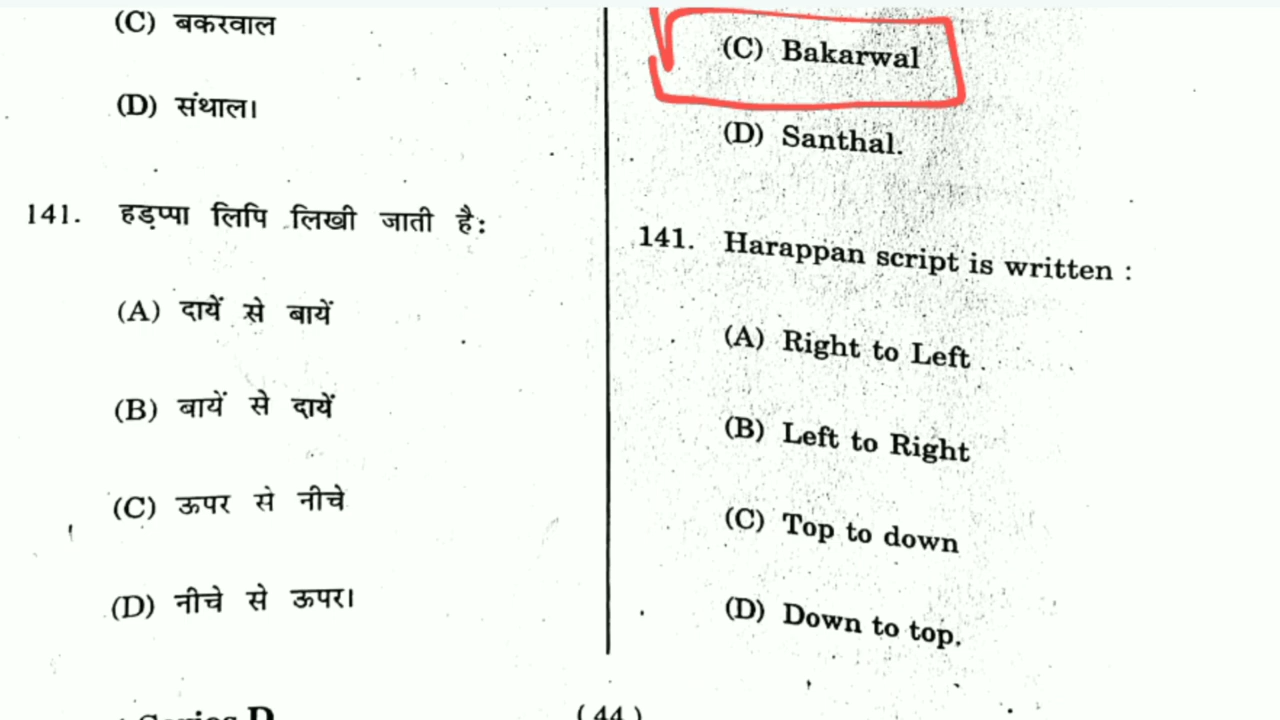 (C) बकरवाल
(D) संथाल।
141. हड़प्पा लिपि लिखी जाती है:
(A) दायें से बायें
(B) बायें से दायें
(C) ऊपर से नीचे
(D) नीचे से ऊपर।
Series D
(C) Bakarwal
(D) Santhal.
141. Harappan script is written :
(A) Right to Left
(B) Left to Right
(C) Top to down
(D) Down to top.
( 44 )